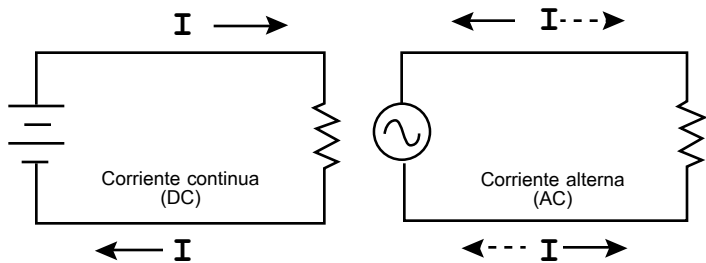 I
I
Corriente continua
(DC)
Corriente alterna
(AC)
I
I